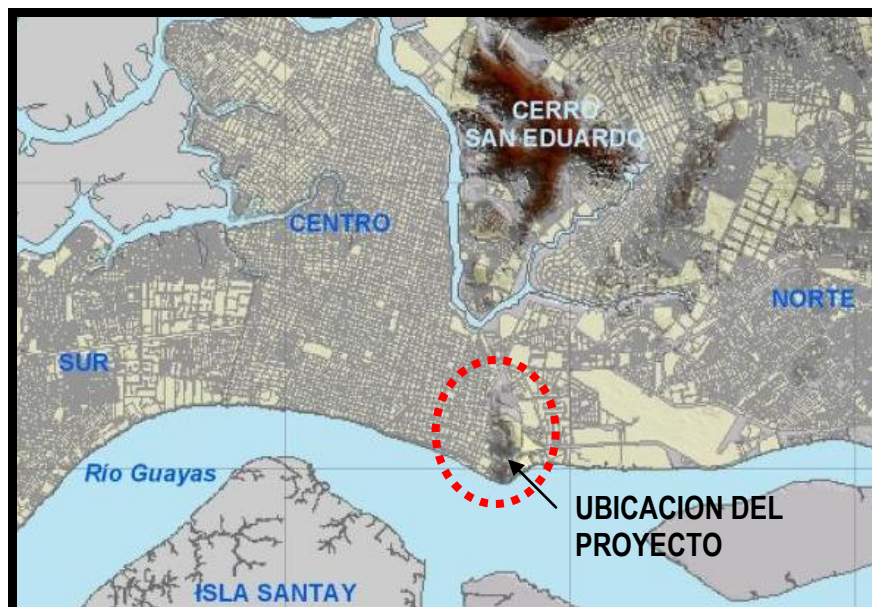 CERRO
SAN EDUARDO
CENTRO
NORTE
SUR
Río Guayas
UBICACION DEL
PROYECTO
ISLA SANTAY